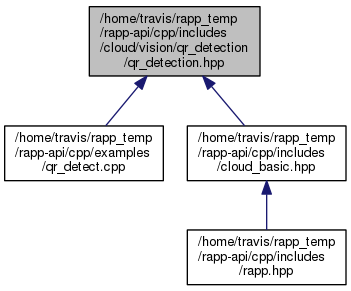 /home/travis/rapp_temp
/rapp-api/cpp/includes
/cloud/vision/qr_detection
/qr_detection.hpp
/home/travis/rapp_temp
/rapp-api/cpp/examples
/qr_detect.cpp
/home/travis/rapp_temp
/rapp-api/cpp/includes
/cloud_basic.hpp
/home/travis/rapp_temp
/rapp-api/cpp/includes
/rapp.hpp